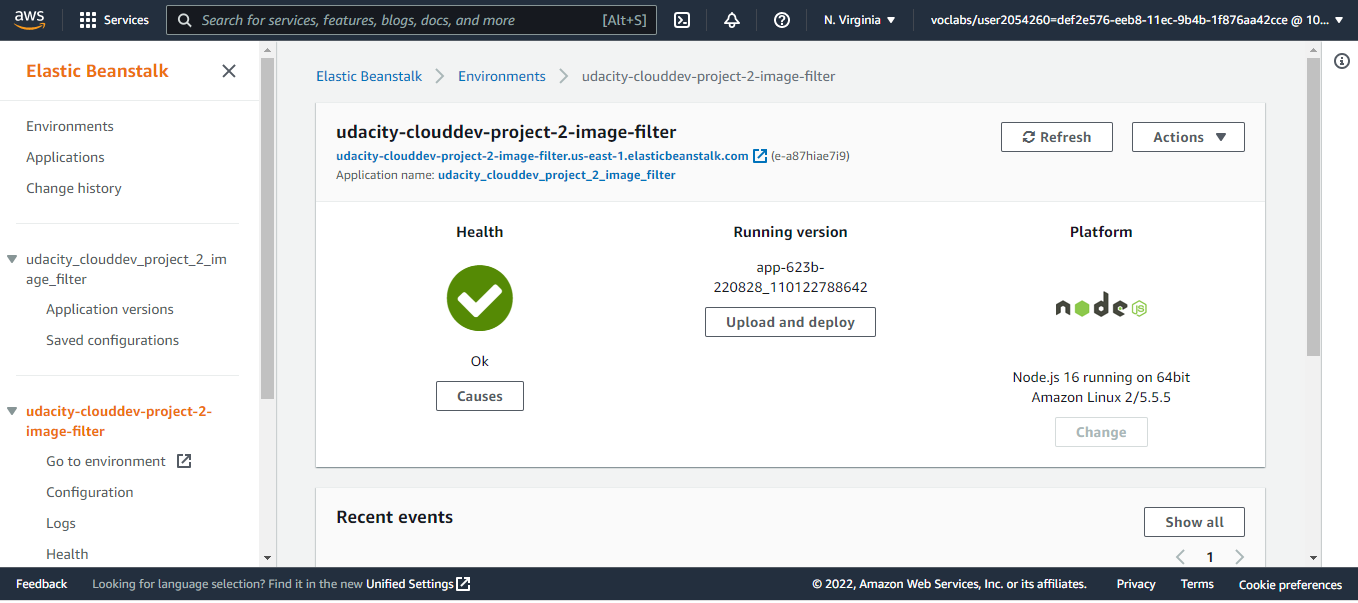 aws Services Search for services, features, blogs, docs, and more [Alt+S] N. Virginia voclabs/user2054260=def2e576-eeb8-11ec-9b4b-1f876aa42cce @ 10...
Elastic Beanstalk
Environments
Applications
Change history
udacity_clouddev_project_2_im
age_filter
Application versions
Saved configurations
udacity-clouddev-project-2-
image-filter
Go to environment
Configuration
Logs
Health
Elastic Beanstalk Environments udacity-clouddev-project-2-image-filter
udacity-clouddev-project-2-image-filter
udacity-clouddev-project-2-image-filter.us-east-1.elasticbeanstalk.com (e-a87hiae7i9)
Application name: udacity_clouddev_project_2_image_filter
Refresh Actions
Health
Ok
Causes
Running version
app-623b-
220828_110122788642
Upload and deploy
Platform
node JS
Node.js 16 running on 64bit
Amazon Linux 2/5.5.5
Change
Recent events
Show all
1
Feedback Looking for language selection? Find it in the new Unified Settings © 2022, Amazon Web Services, Inc. or its affiliates. Privacy Terms Cookie preferences